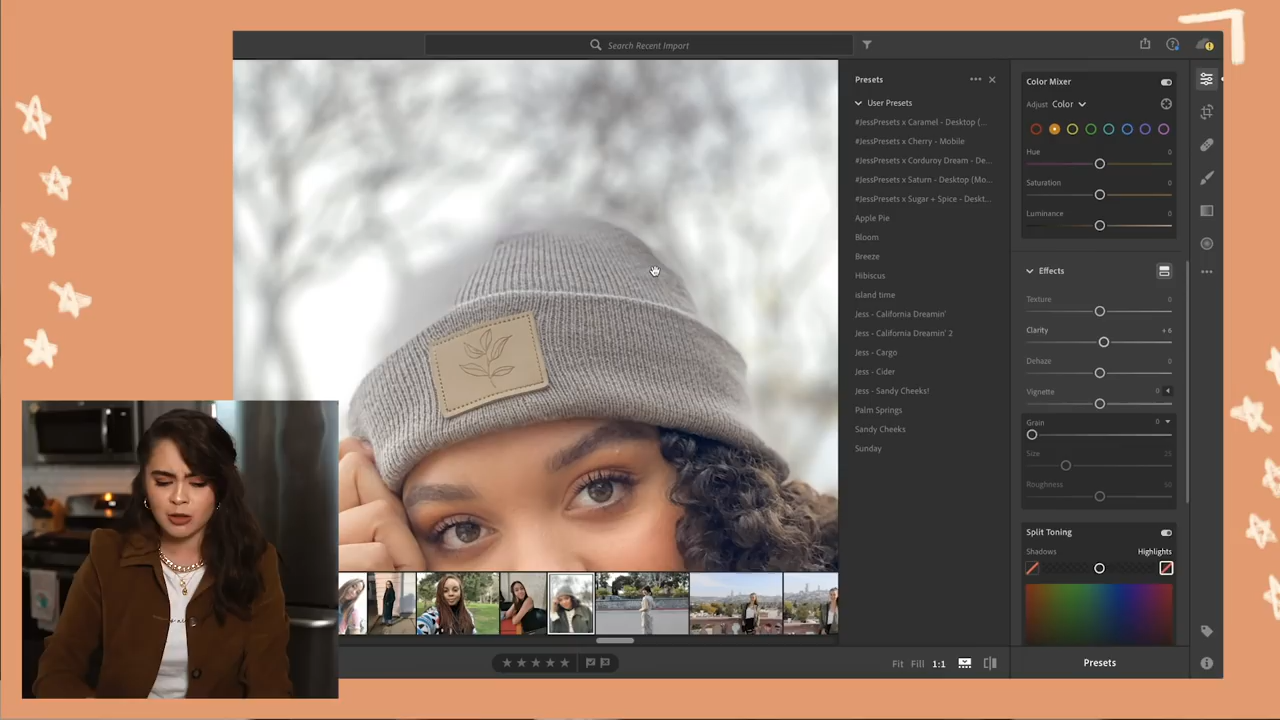 Search Recent Import
Presets
User Presets
#JessPresets x Caramel - Desktop (...
#JessPresets x Cherry - Mobile
#JessPresets x Corduroy Dream - De...
#JessPresets x Saturn - Desktop (Mo...
#JessPresets x Sugar + Spice - Deskt...
Apple Pie
Bloom
Breeze
Hibiscus
island time
Jess - California Dreamin'
Jess - California Dreamin' 2
Jess - Cargo
Jess - Cider
Jess - Sandy Cheeks!
Palm Springs
Sandy Cheeks
Sunday
Color Mixer
Adjust Color
Hue 0
Saturation 0
Luminance 0
Effects
Texture 0
Clarity + 6
Dehaze 0
Vignette 0
Grain 0
Size 25
Roughness 50
Split Toning
Shadows Highlights
Fit Fill 1:1
Presets